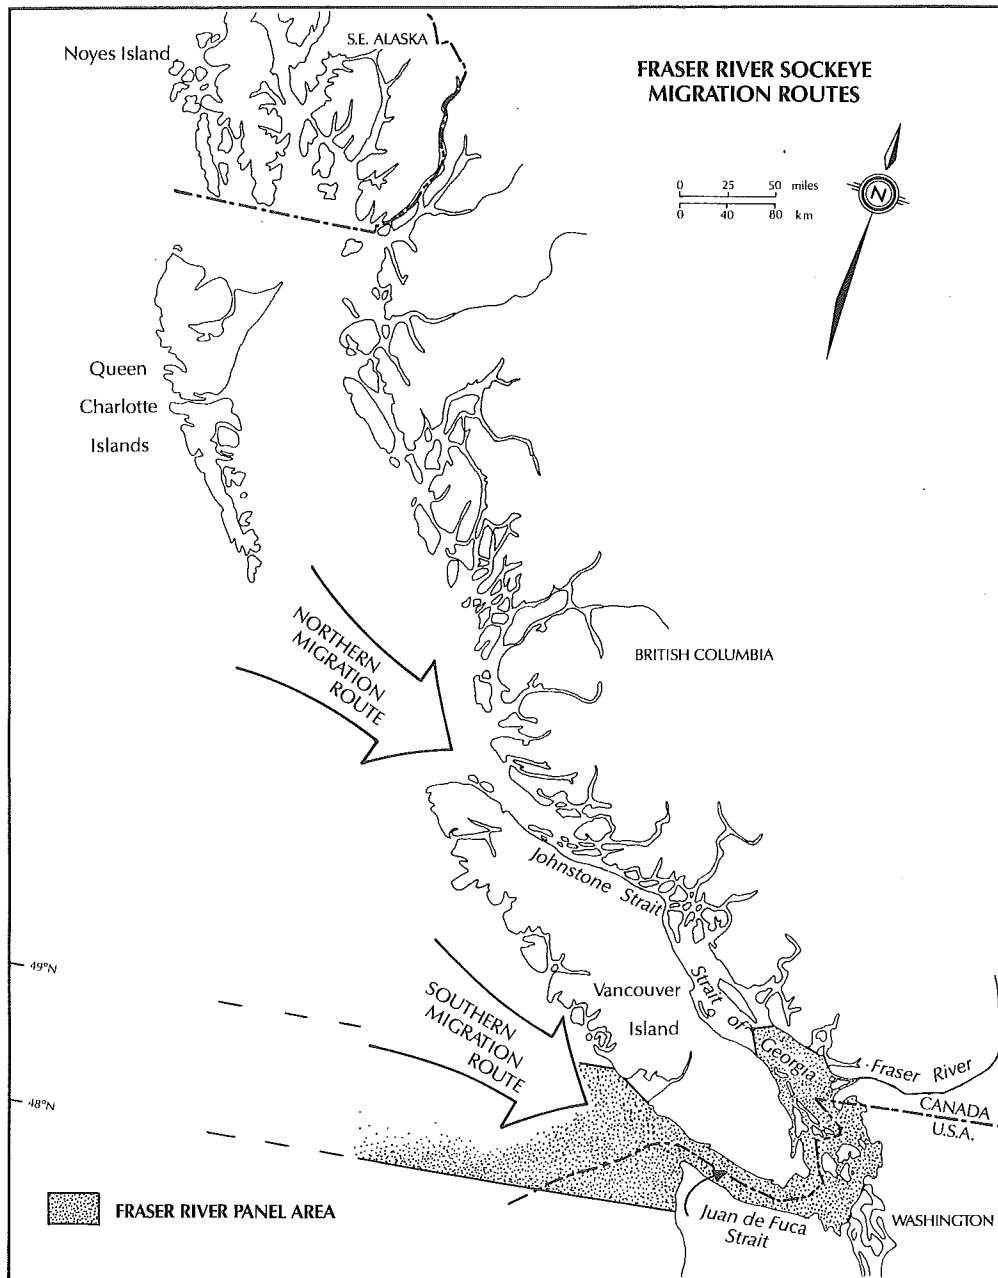 Noyes Island
S.E. ALASKA
FRASER RIVER SOCKEYE
MIGRATION ROUTES
0 25 50 miles
0 40 80 km
N
Queen
Charlotte
Islands
NORTHERN
MIGRATION
ROUTE
BRITISH COLUMBIA
Johnstone Strait
49°N
Vancouver
Island
Strait of
Georgia
SOUTHERN
MIGRATION
ROUTE
Fraser River
48°N
CANADA
U.S.A.
FRASER RIVER PANEL AREA
Juan de Fuca
Strait
WASHINGTON